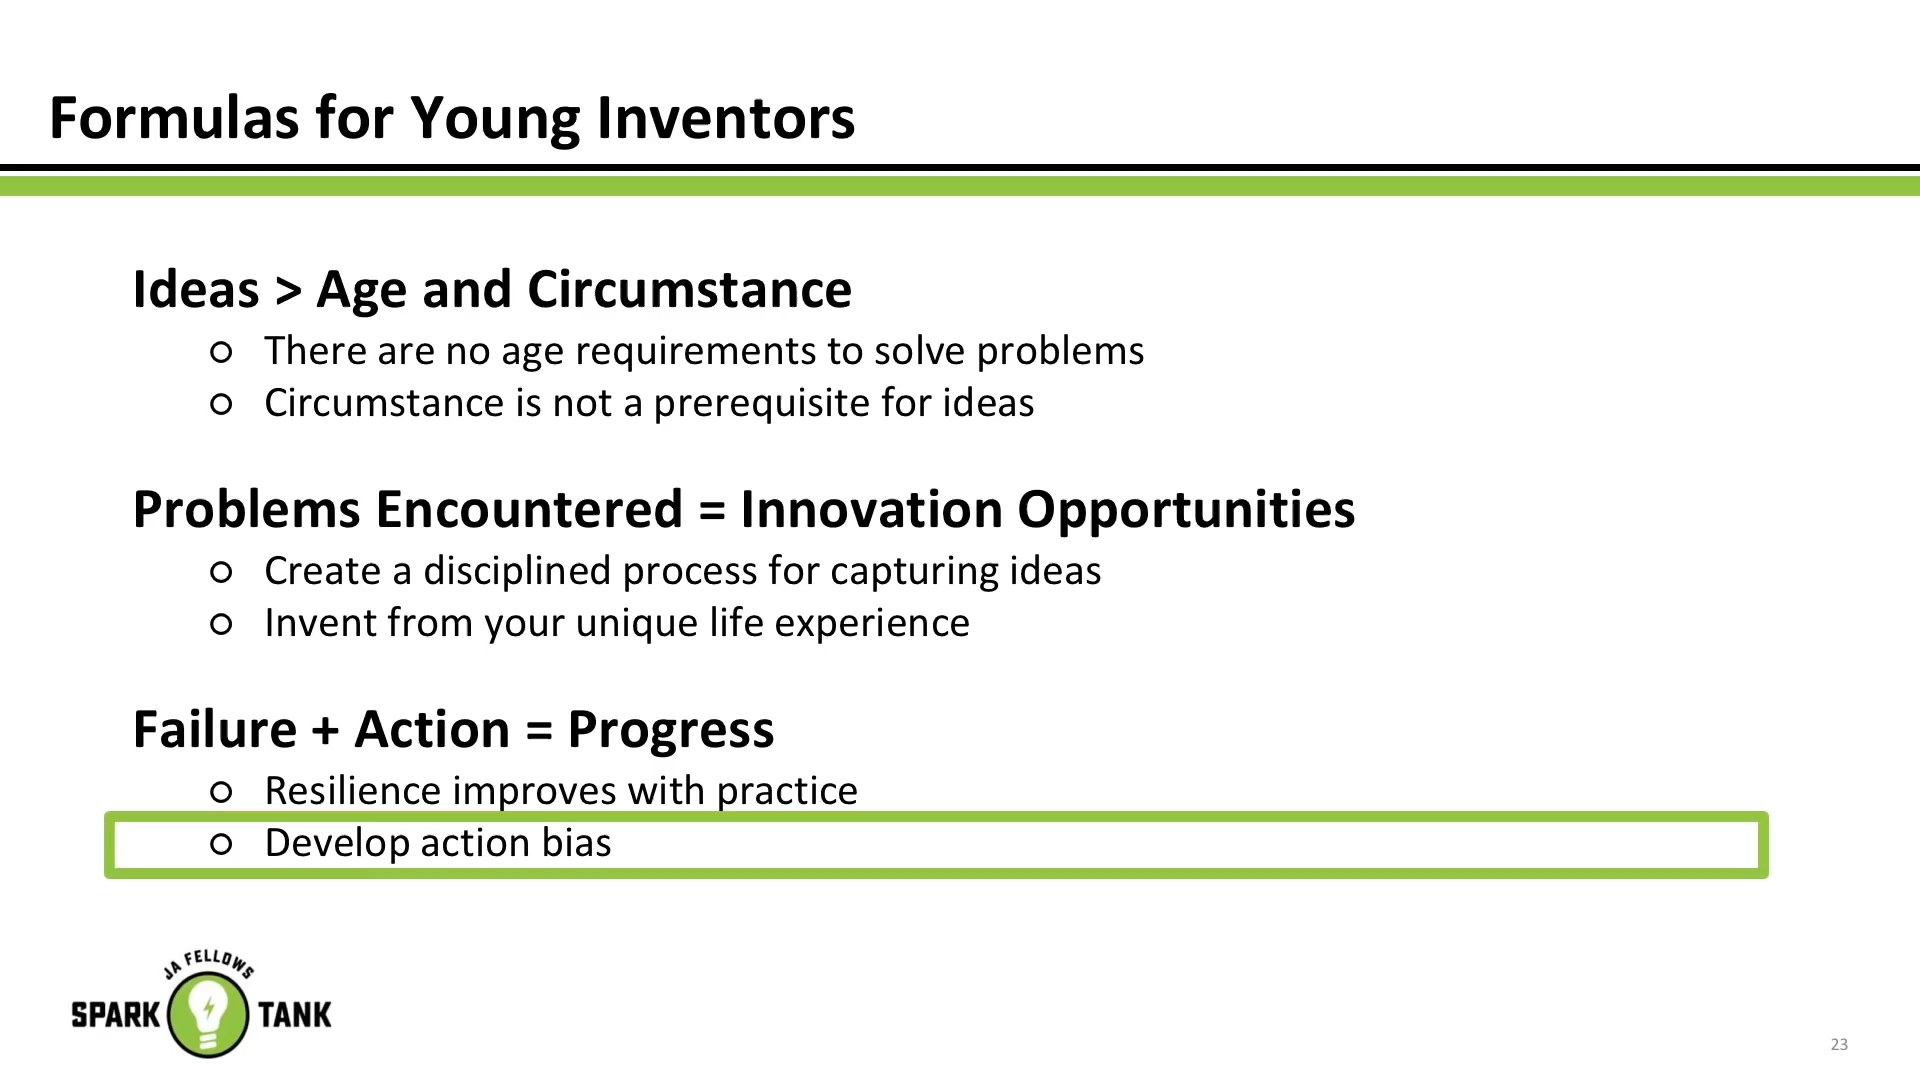 Formulas for Young Inventors
Ideas > Age and Circumstance
○ There are no age requirements to solve problems
○ Circumstance is not a prerequisite for ideas
Problems Encountered = Innovation Opportunities
○ Create a disciplined process for capturing ideas
○ Invent from your unique life experience
Failure + Action = Progress
○ Resilience improves with practice
○ Develop action bias
JA FELLOWS
SPARK TANK
23